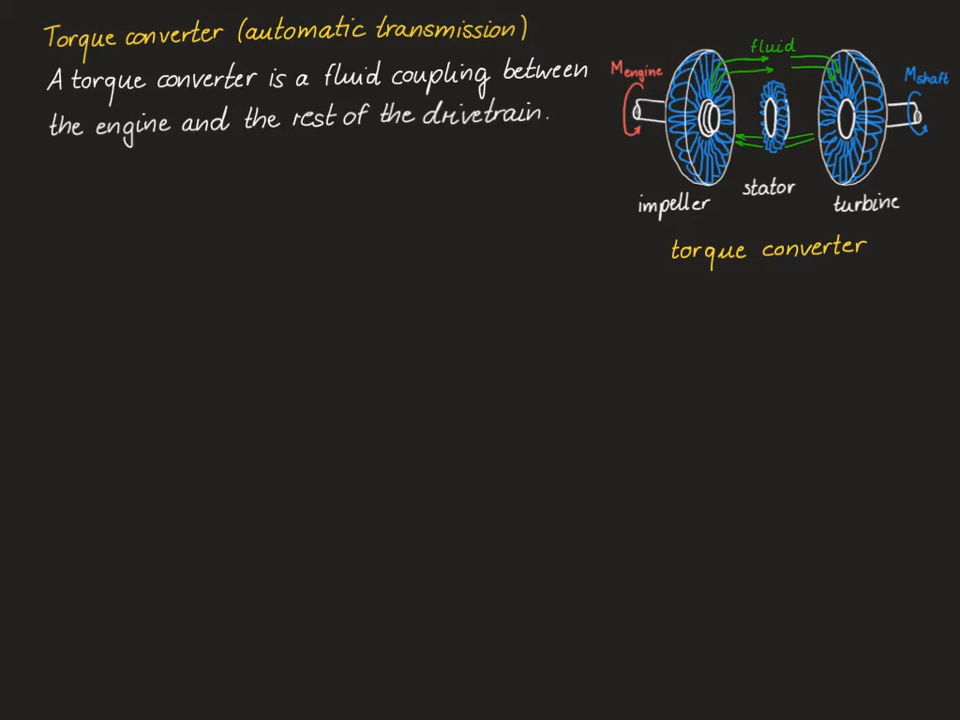 Torque converter (automatic transmission)
A torque converter is a fluid coupling between
the engine and the rest of the drivetrain.
fluid
Mengine
Mshaft
impeller
stator
turbine
torque converter